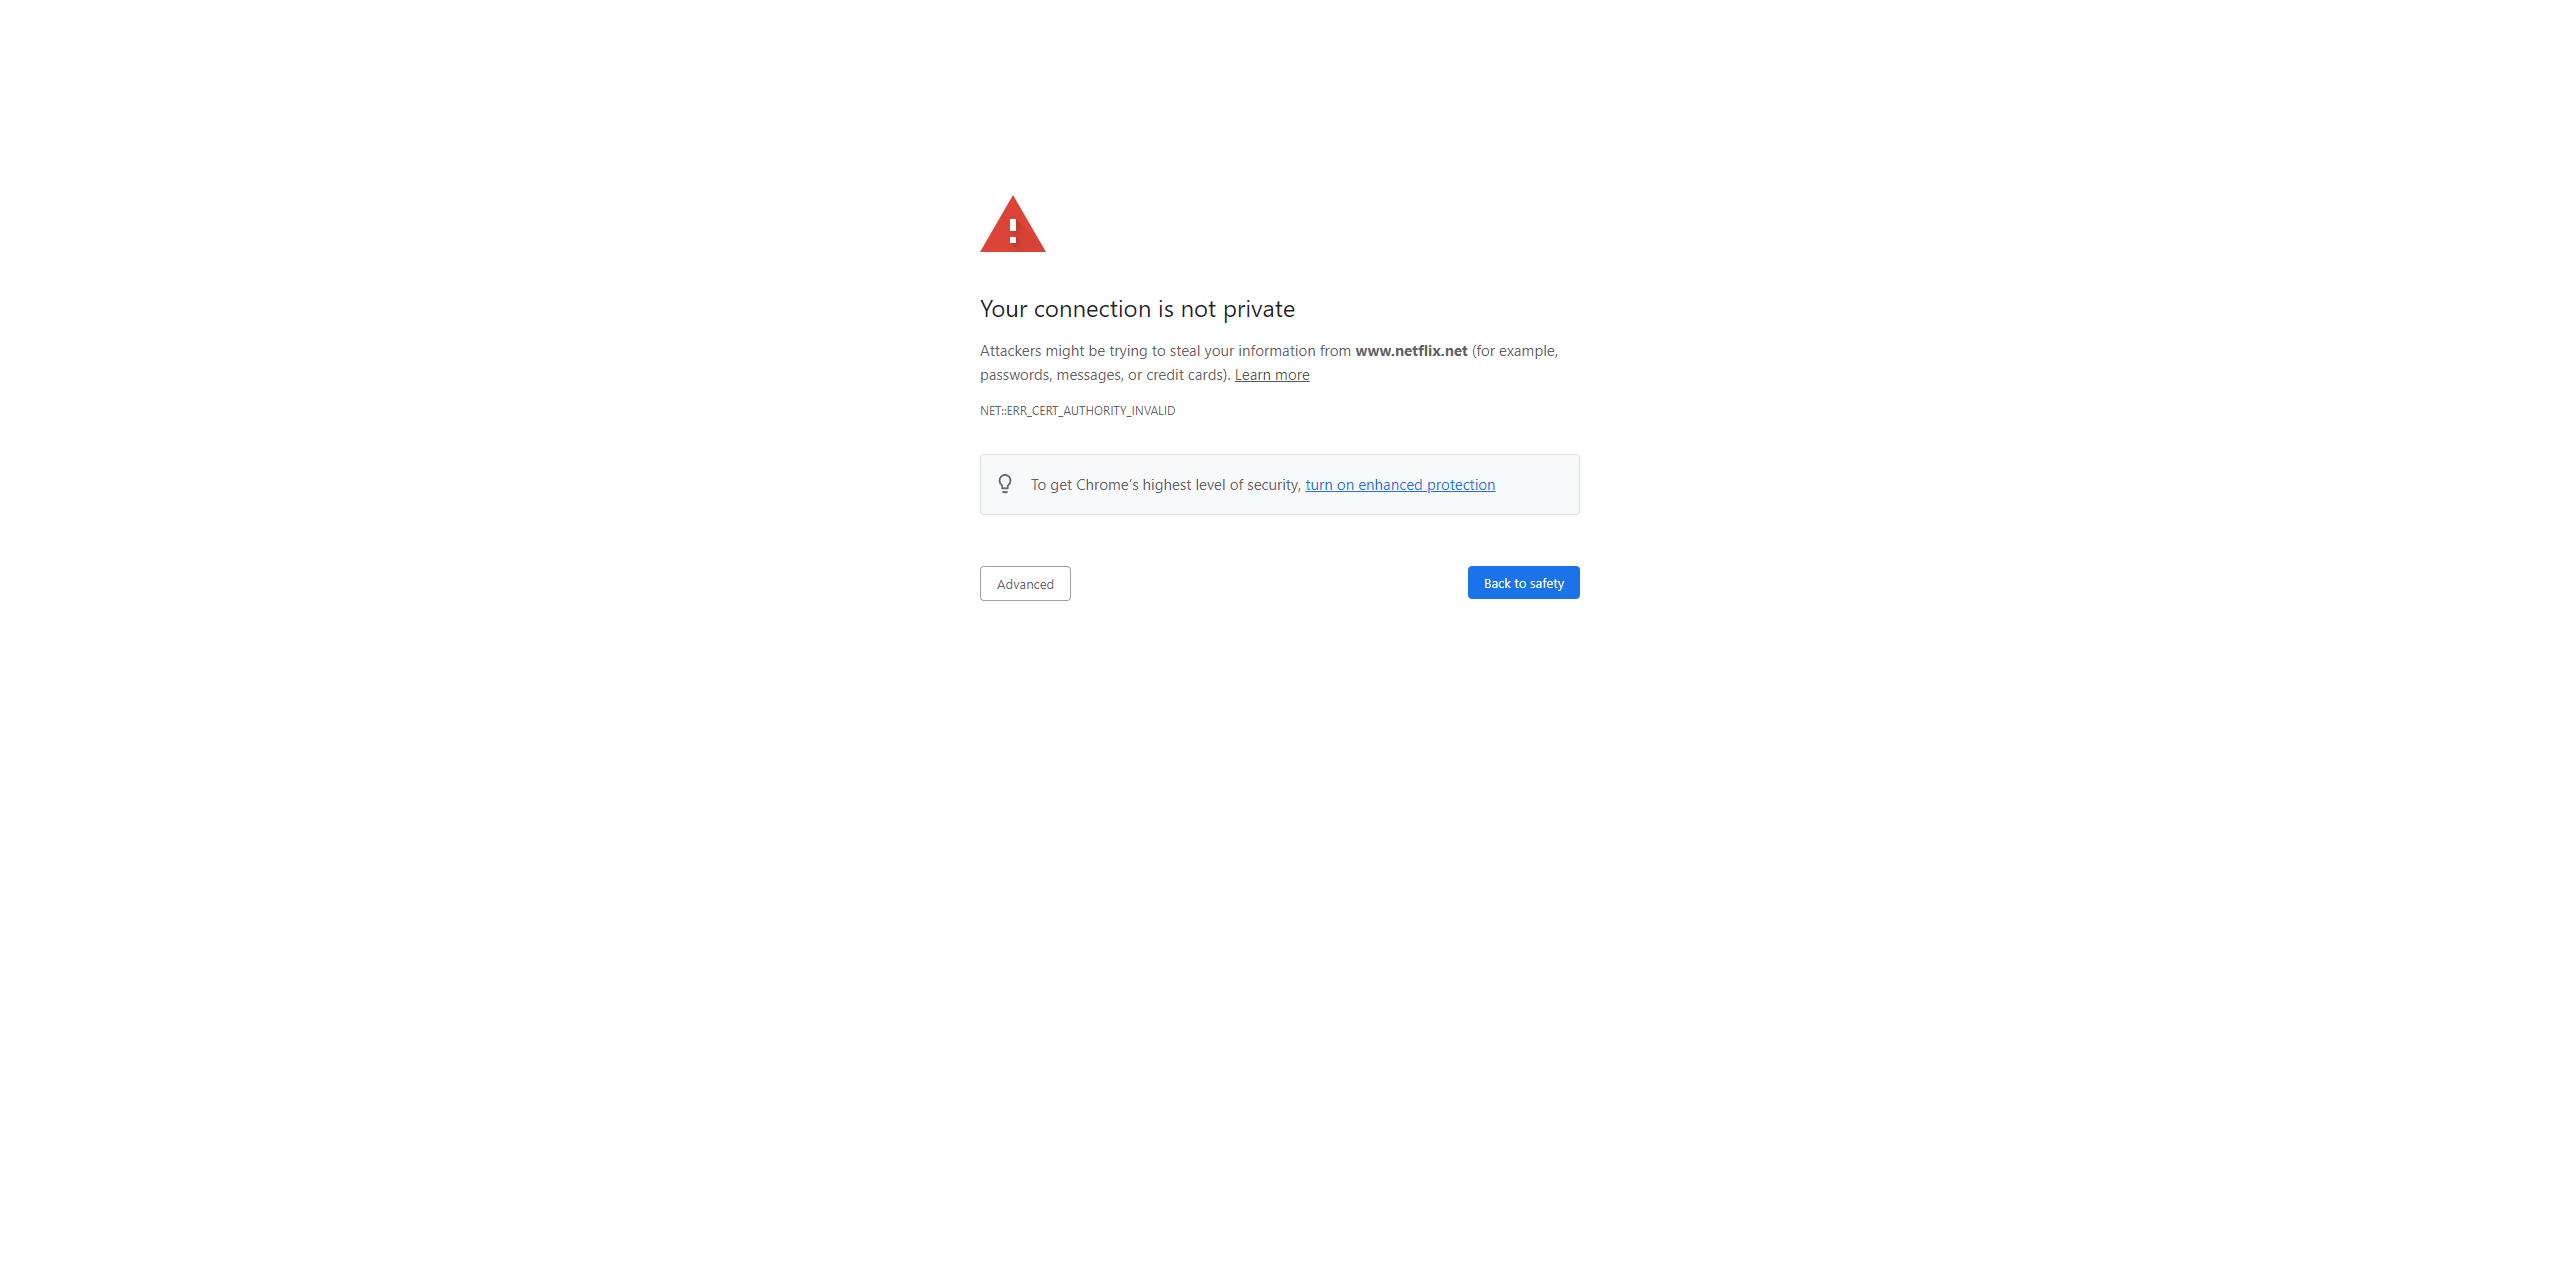 Your connection is not private
Attackers might be trying to steal your information from www.netflix.net (for example,
passwords, messages, or credit cards). Learn more
NET::ERR_CERT_AUTHORITY_INVALID
To get Chrome's highest level of security, turn on enhanced protection
Advanced
Back to safety